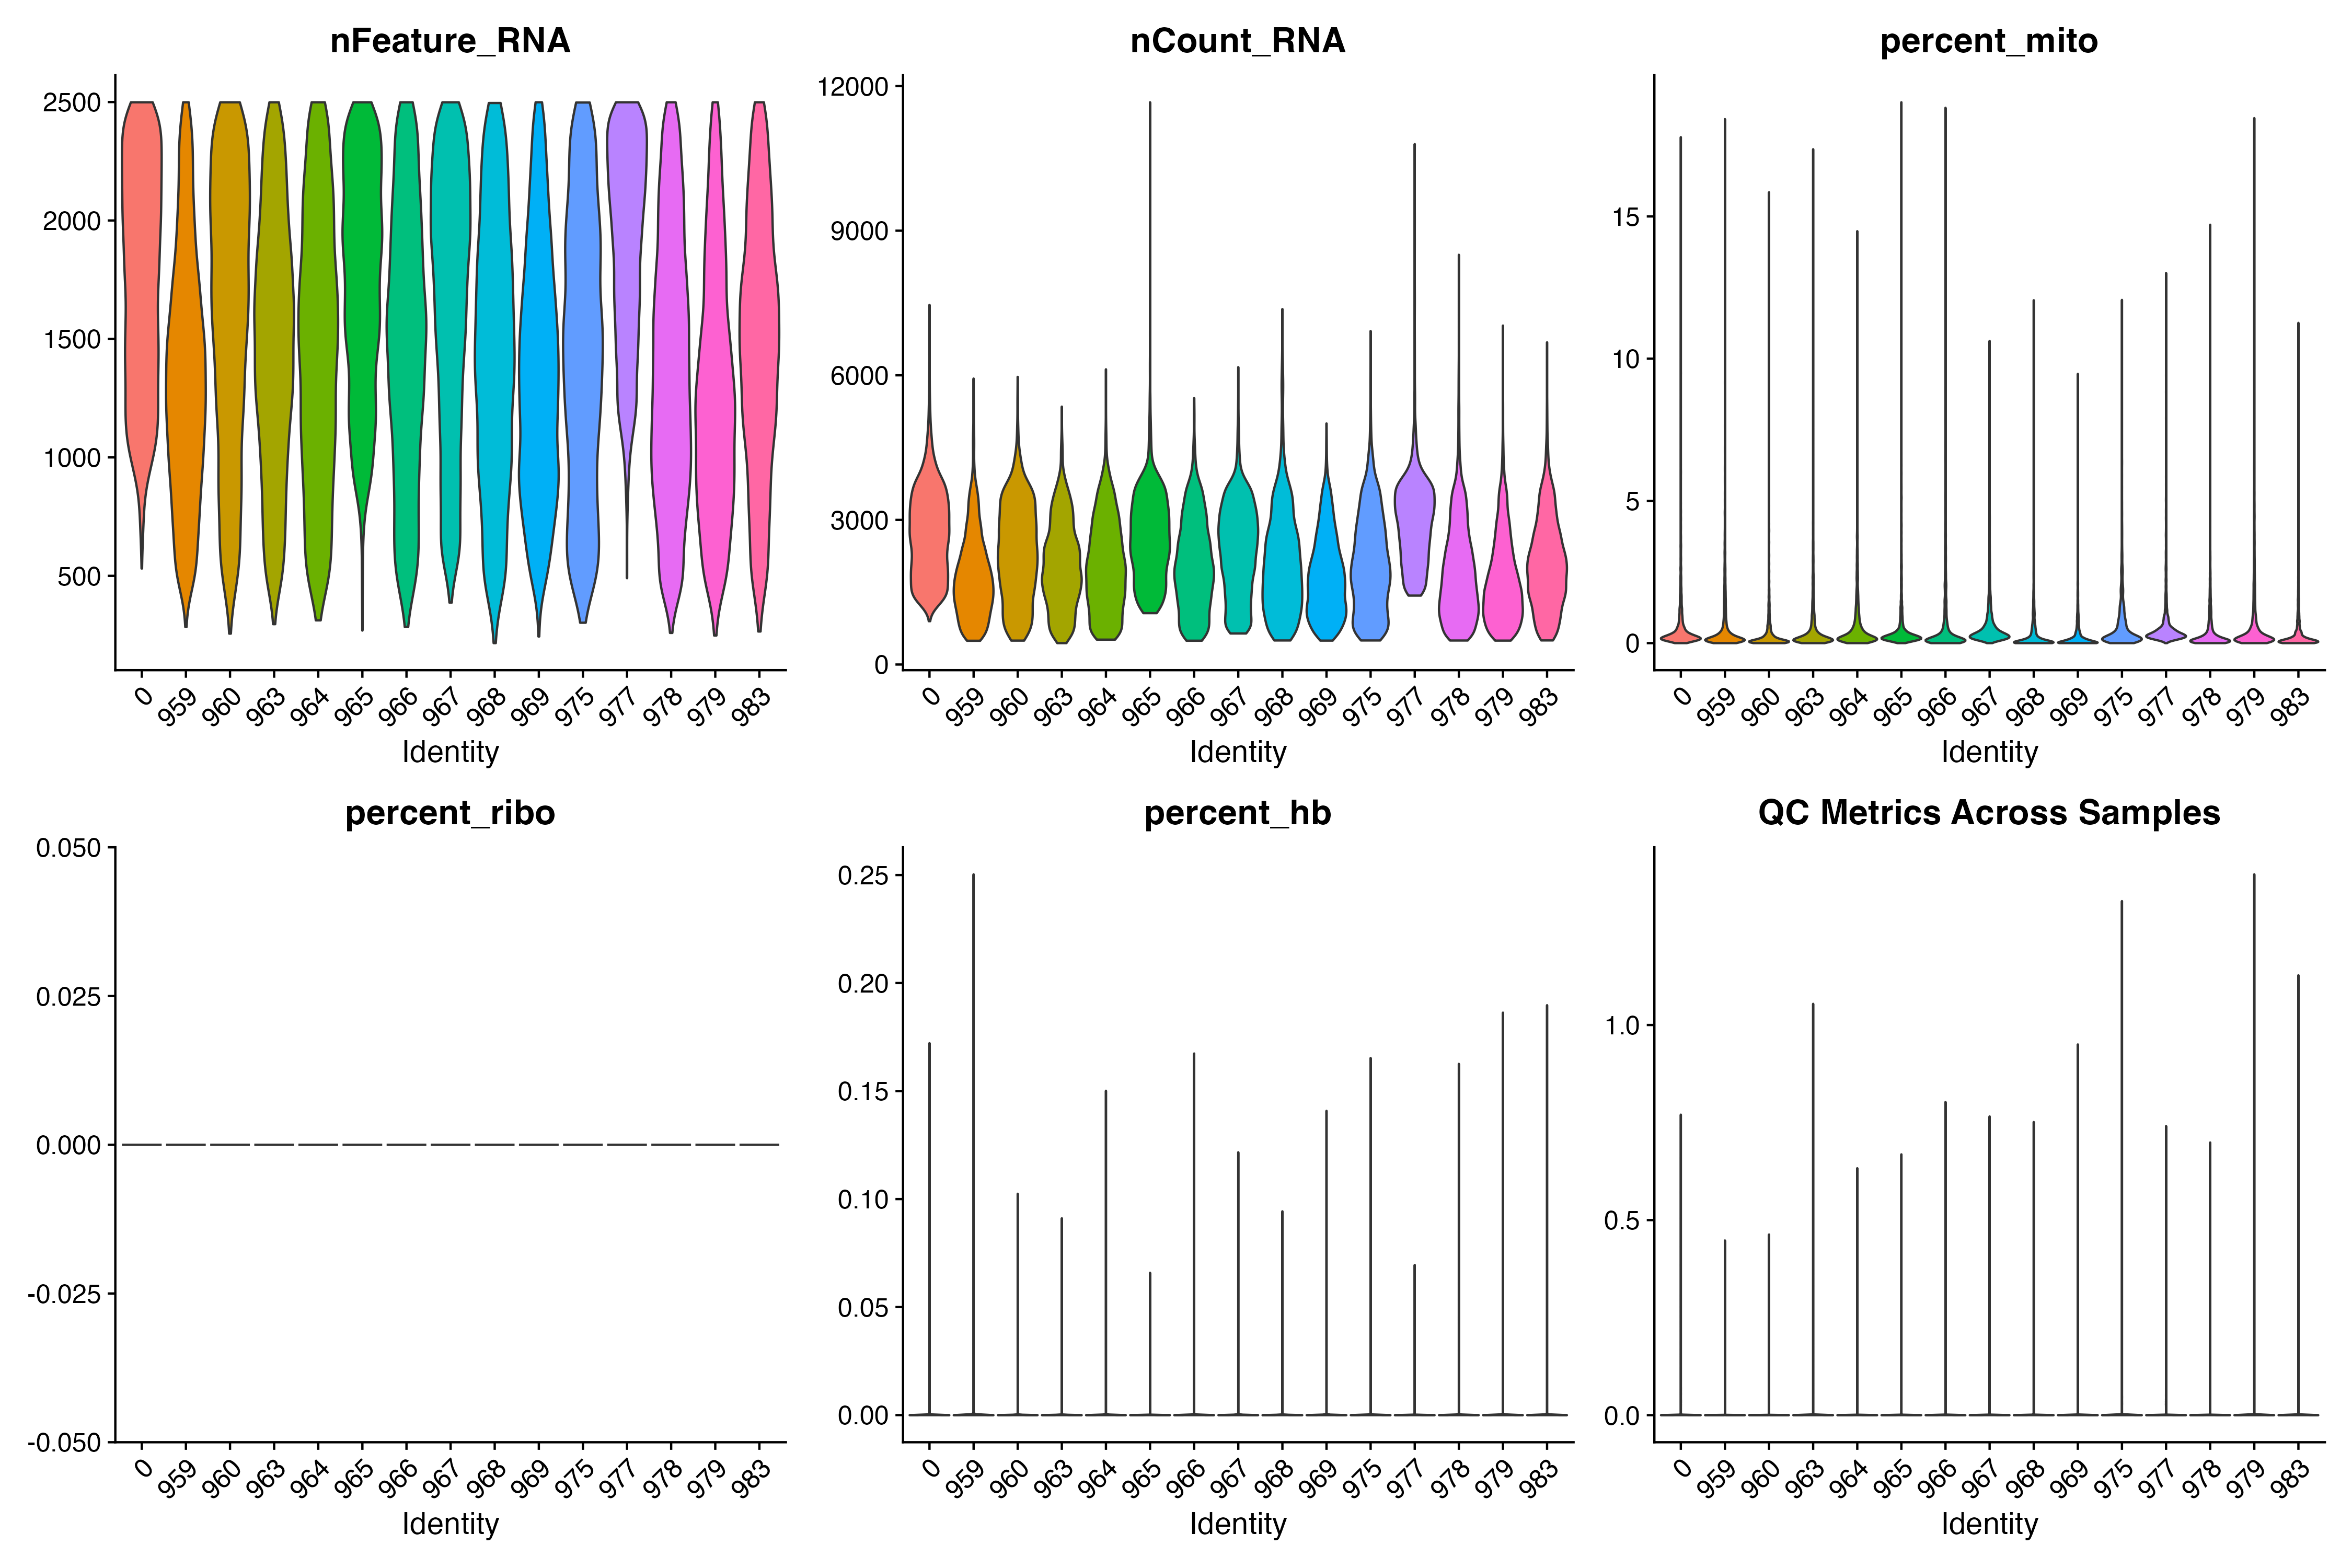 nFeature_RNA
2500
2000
1500
1000
500
0 959 960 963 964 965 966 967 968 969 975 977 978 979 983
Identity
nCount_RNA
12000
9000
6000
3000
0
0 959 960 963 964 965 966 967 968 969 975 977 978 979 983
Identity
percent_mito
15
10
5
0
0 959 960 963 964 965 966 967 968 969 975 977 978 979 983
Identity
percent_ribo
0.050
0.025
0.000
-0.025
-0.050
0 959 960 963 964 965 966 967 968 969 975 977 978 979 983
Identity
percent_hb
0.25
0.20
0.15
0.10
0.05
0.00
0 959 960 963 964 965 966 967 968 969 975 977 978 979 983
Identity
QC Metrics Across Samples
1.0
0.5
0.0
0 959 960 963 964 965 966 967 968 969 975 977 978 979 983
Identity